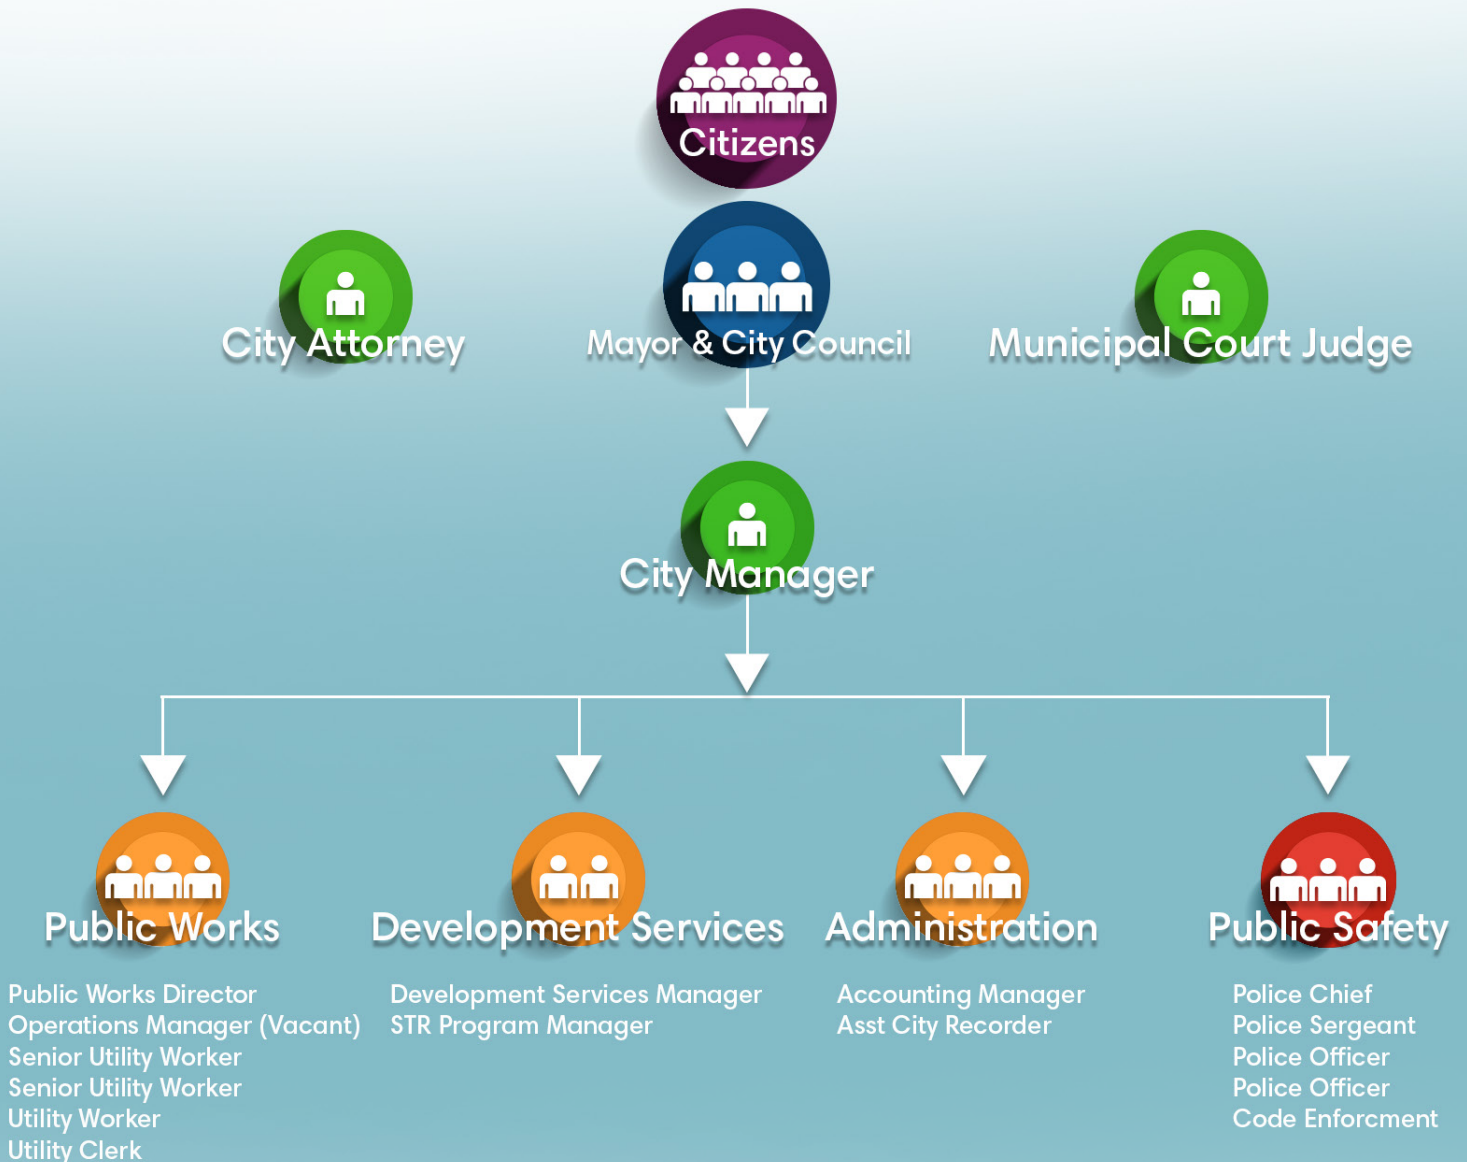 Citizens
City Attorney
Mayor & City Council
Municipal Court Judge
City Manager
Public Works
Public Works Director
Operations Manager (Vacant)
Senior Utility Worker
Senior Utility Worker
Utility Worker
Utility Clerk
Development Services
Development Services Manager
STR Program Manager
Administration
Accounting Manager
Asst City Recorder
Public Safety
Police Chief
Police Sergeant
Police Officer
Police Officer
Code Enforcment